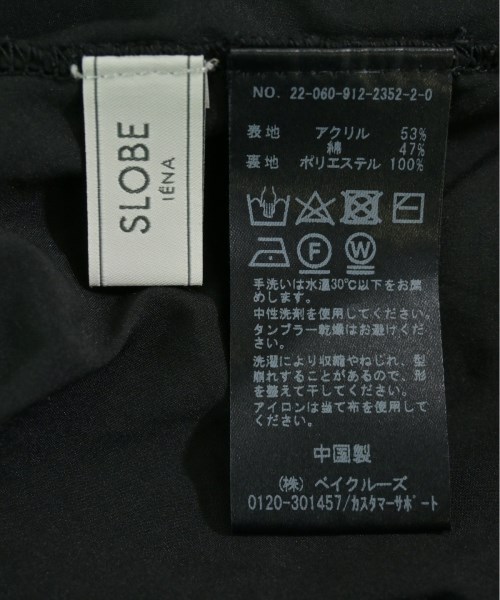 SLOBE
IÉNA
NO. 22-060-912-2352-2-0
表地 アクリル 53%
綿 47%
裏地 ポリエステル 100%
F W
手洗いは水温30℃以下をお薦
めします。
中性洗剤を使用してください。
タンブラー乾燥はお避けくだ
さい。
洗濯により収縮やねじれ、型
崩れすることがあるので、形
を整えて干してください。
アイロンは当て布を使用して
ください。
中国製
(株) ベイクルーズ
0120-301457/カスタマーサポート